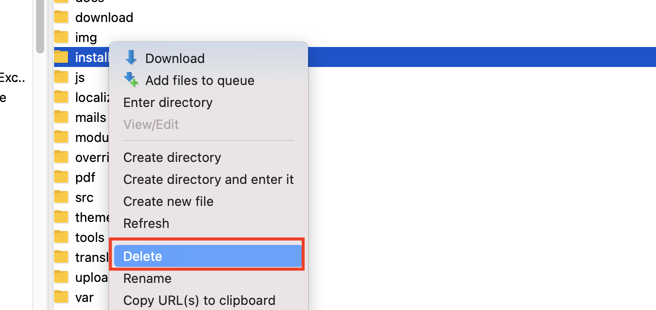 docs
download
img
install
js
localiz
mails
modu
overri
pdf
src
theme
tools
transl
uploa
var
Exc..
e
Download
Add files to queue
Enter directory
View/Edit
Create directory
Create directory and enter it
Create new file
Refresh
Delete
Rename
Copy URL(s) to clipboard